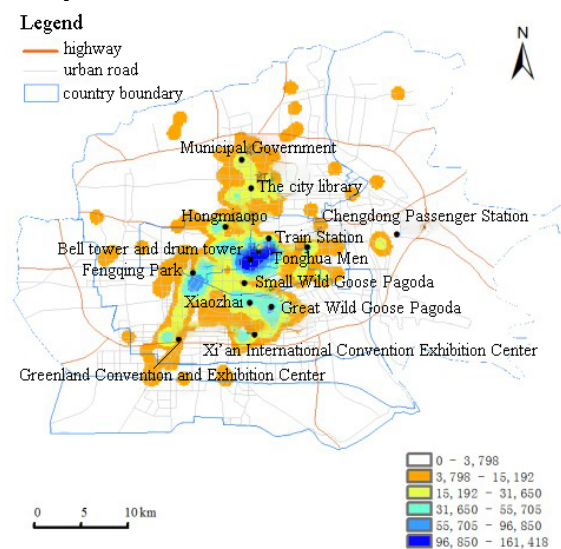 Legend
highway
urban road
country boundary
N
Municipal Government
The city library
Hongmiaopo
Chengdong Passenger Station
Train Station
Bell tower and drum tower
Tonghua Men
Fengqing Park
Small Wild Goose Pagoda
Xiaozhai
Great Wild Goose Pagoda
Xi'an International Convention Exhibition Center
Greenland Convention and Exhibition Center
0 - 3,798
3,798 - 15,192
15,192 - 31,650
31,650 - 55,705
55,705 - 96,850
96,850 - 161,418
0 5 10 km